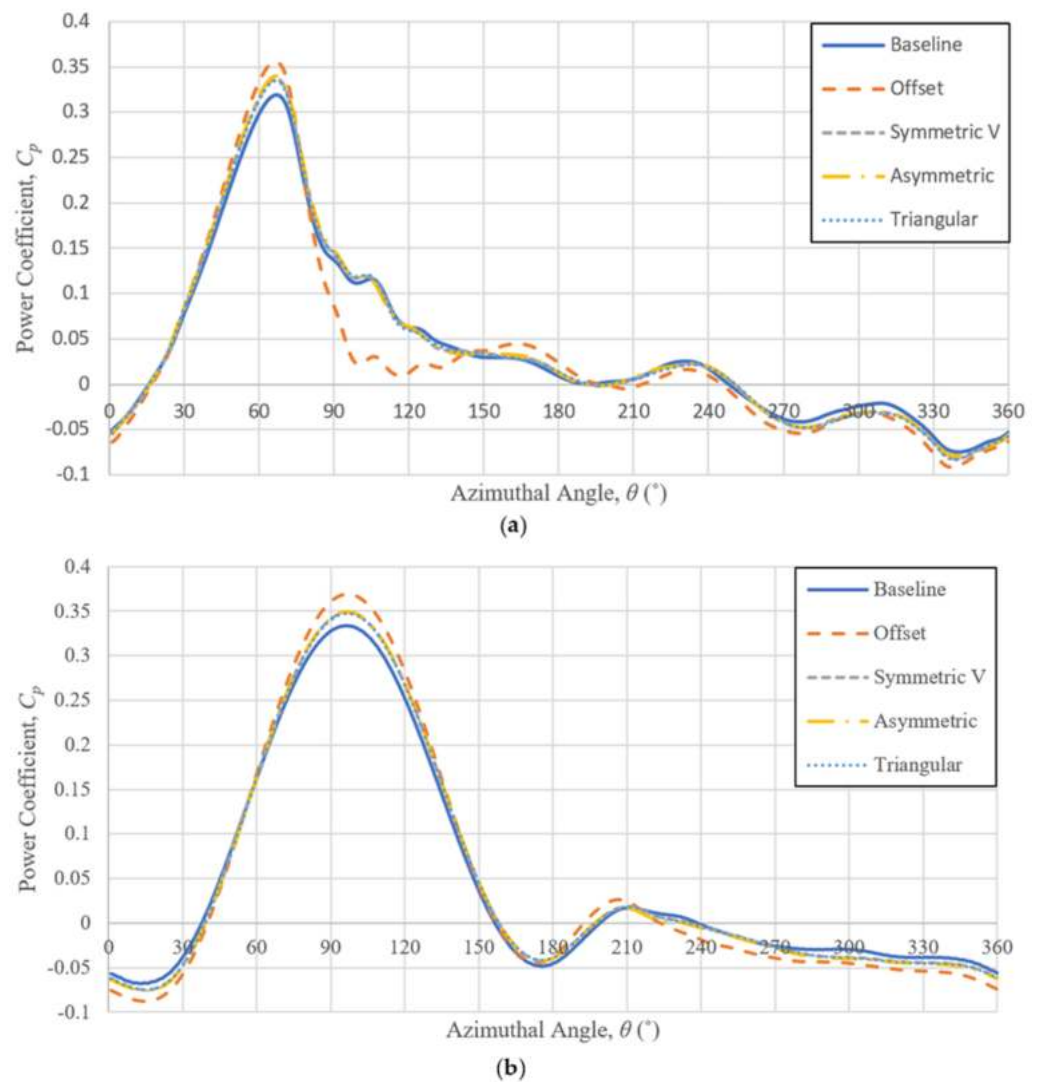 0.4
0.35
0.3
0.25
0.2
0.15
0.1
0.05
0
-0.05
-0.1
Power Coefficient, Cp
Baseline
Offset
Symmetric V
Asymmetric
Triangular
0 30 60 90 120 150 180 210 240 270 300 330 360
Azimuthal Angle, θ (°)
(a)
0.4
0.35
0.3
0.25
0.2
0.15
0.1
0.05
0
-0.05
-0.1
Power Coefficient, Cp
Baseline
Offset
Symmetric V
Asymmetric
Triangular
0 30 60 90 120 150 180 210 240 270 300 330 360
Azimuthal Angle, θ (°)
(b)